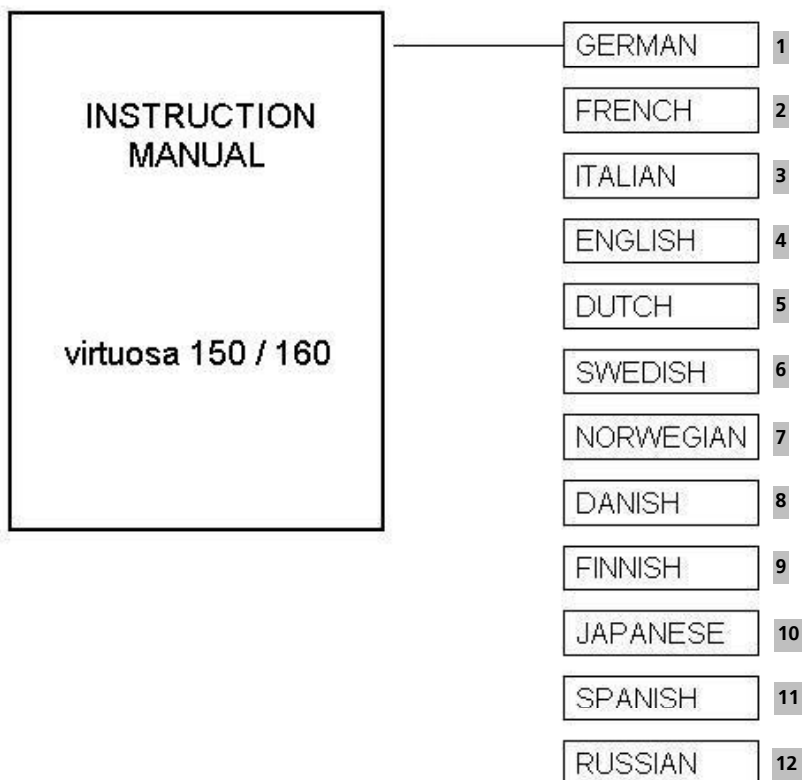 INSTRUCTION
MANUAL
virtuosa 150 / 160
GERMAN 1
FRENCH 2
ITALIAN 3
ENGLISH 4
DUTCH 5
SWEDISH 6
NORWEGIAN 7
DANISH 8
FINNISH 9
JAPANESE 10
SPANISH 11
RUSSIAN 12